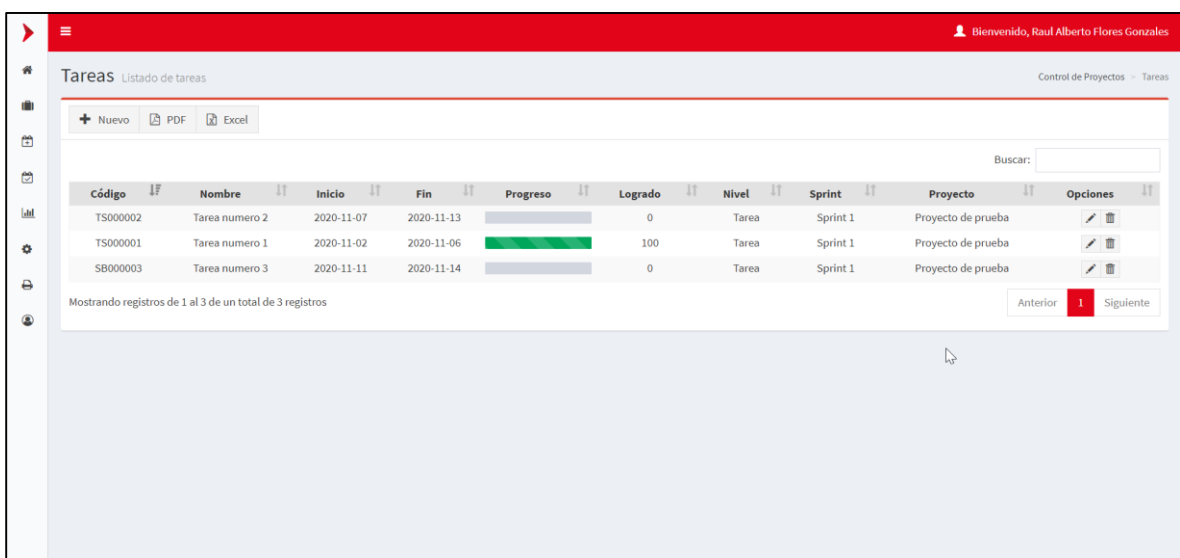 Bienvenido, Raul Alberto Flores Gonzales
Tareas Listado de tareas
Control de Proyectos > Tareas
Nuevo PDF Excel
Buscar:
Código Nombre Inicio Fin Progreso Logrado Nivel Sprint Proyecto Opciones
TS000002 Tarea numero 2 2020-11-07 2020-11-13 0 Tarea Sprint 1 Proyecto de prueba
TS000001 Tarea numero 1 2020-11-02 2020-11-06 100 Tarea Sprint 1 Proyecto de prueba
SB000003 Tarea numero 3 2020-11-11 2020-11-14 0 Tarea Sprint 1 Proyecto de prueba
Mostrando registros de 1 al 3 de un total de 3 registros
Anterior 1 Siguiente